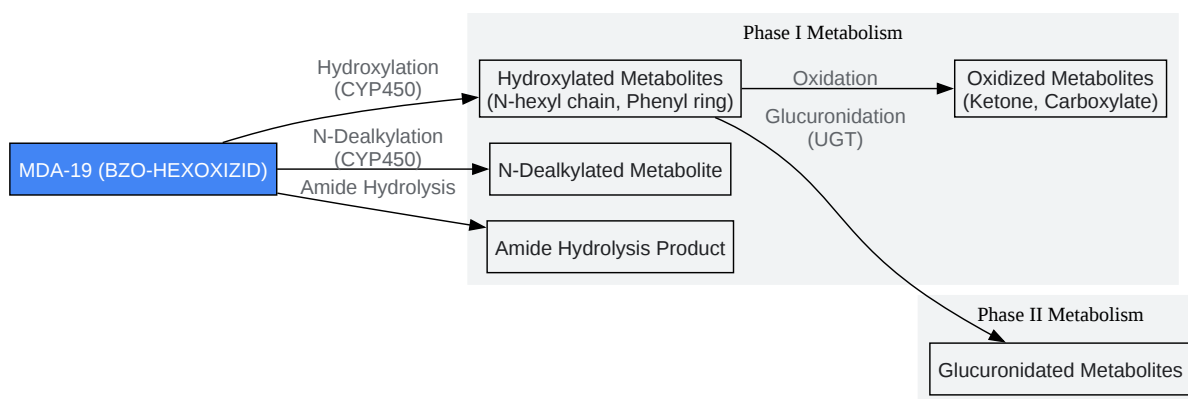 Phase I Metabolism
Hydroxylation
(CYP450)
Hydroxylated Metabolites
(N-hexyl chain, Phenyl ring)
Oxidation
Oxidized Metabolites
(Ketone, Carboxylate)
Glucuronidation
(UGT)
N-Dealkylation
(CYP450)
MDA-19 (BZO-HEXOXIZID)
N-Dealkylated Metabolite
Amide Hydrolysis
Amide Hydrolysis Product
Phase II Metabolism
Glucuronidated Metabolites